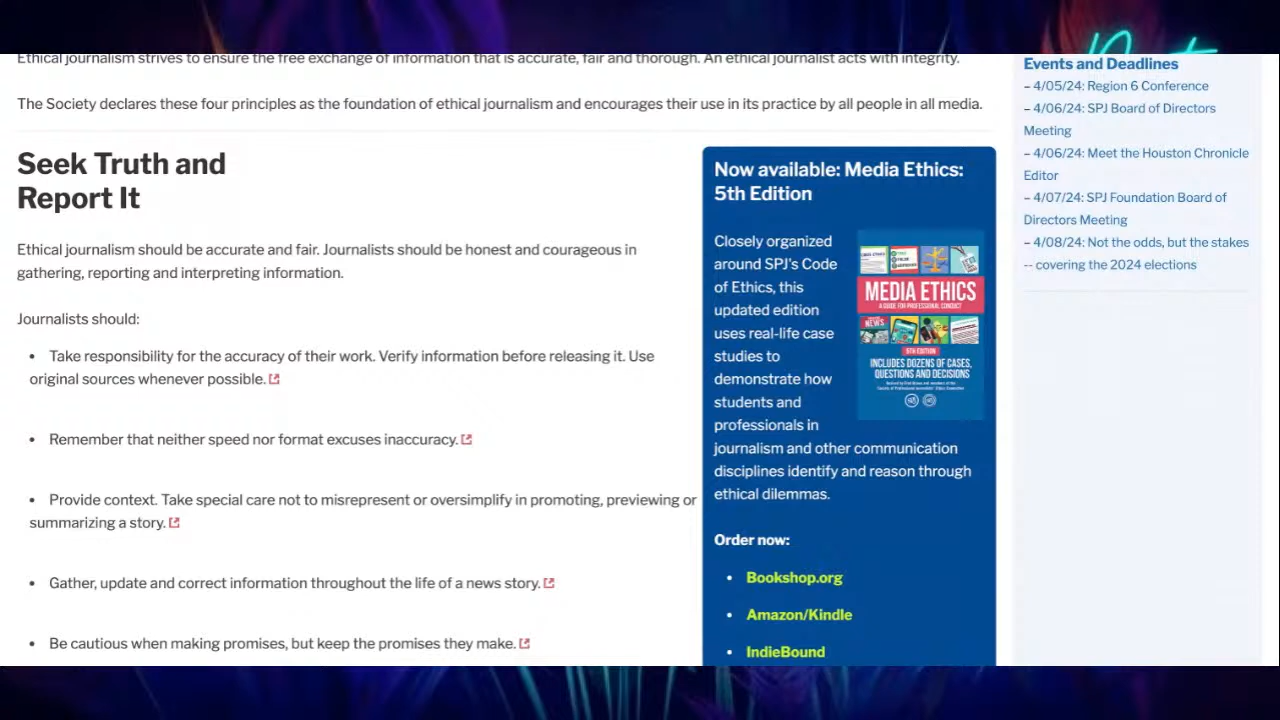 Ethical journalism strives to ensure the free exchange of information that is accurate, fair and thorough. An ethical journalist acts with integrity.
The Society declares these four principles as the foundation of ethical journalism and encourages their use in its practice by all people in all media.
Seek Truth and
Report It
Ethical journalism should be accurate and fair. Journalists should be honest and courageous in
gathering, reporting and interpreting information.
Journalists should:
• Take responsibility for the accuracy of their work. Verify information before releasing it. Use
original sources whenever possible.
• Remember that neither speed nor format excuses inaccuracy.
• Provide context. Take special care not to misrepresent or oversimplify in promoting, previewing or
summarizing a story.
• Gather, update and correct information throughout the life of a news story.
• Be cautious when making promises, but keep the promises they make.
Now available: Media Ethics:
5th Edition
Closely organized
around SPJ's Code
of Ethics, this
updated edition
uses real-life case
studies to
demonstrate how
students and
professionals in
journalism and other communication
disciplines identify and reason through
ethical dilemmas.
MEDIA ETHICS
A GUIDE FOR PROFESSIONAL CONDUCT
NEWS
5TH EDITION
INCLUDES DOZENS OF CASES,
QUESTIONS AND DECISIONS
Order now:
• Bookshop.org
• Amazon/Kindle
• IndieBound
Events and Deadlines
– 4/05/24: Region 6 Conference
– 4/06/24: SPJ Board of Directors
Meeting
– 4/06/24: Meet the Houston Chronicle
Editor
– 4/07/24: SPJ Foundation Board of
Directors Meeting
– 4/08/24: Not the odds, but the stakes
-- covering the 2024 elections